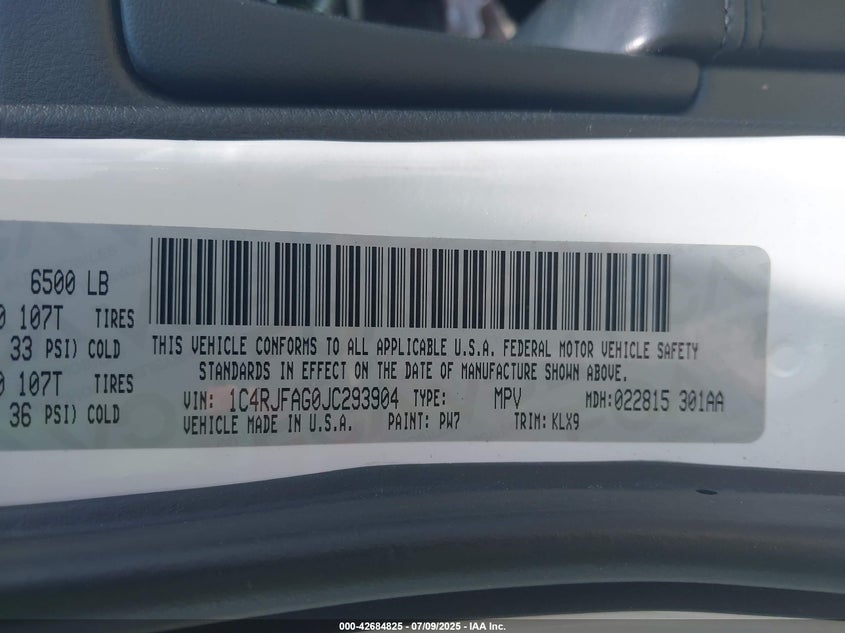 6500 LB
0 107T TIRES
33 PSI) COLD
0 107T TIRES
36 PSI) COLD
THIS VEHICLE CONFORMS TO ALL APPLICABLE U.S.A. FEDERAL MOTOR VEHICLE SAFETY
STANDARDS IN EFFECT ON THE DATE OF MANUFACTURE SHOWN ABOVE.
VIN: 1C4RJFAG0JC293904 TYPE: MPV MDH:022815 301AA
VEHICLE MADE IN U.S.A. PAINT: PW7 TRIM: KLX9
000-42684825 - 07/09/2025 - IAA Inc.